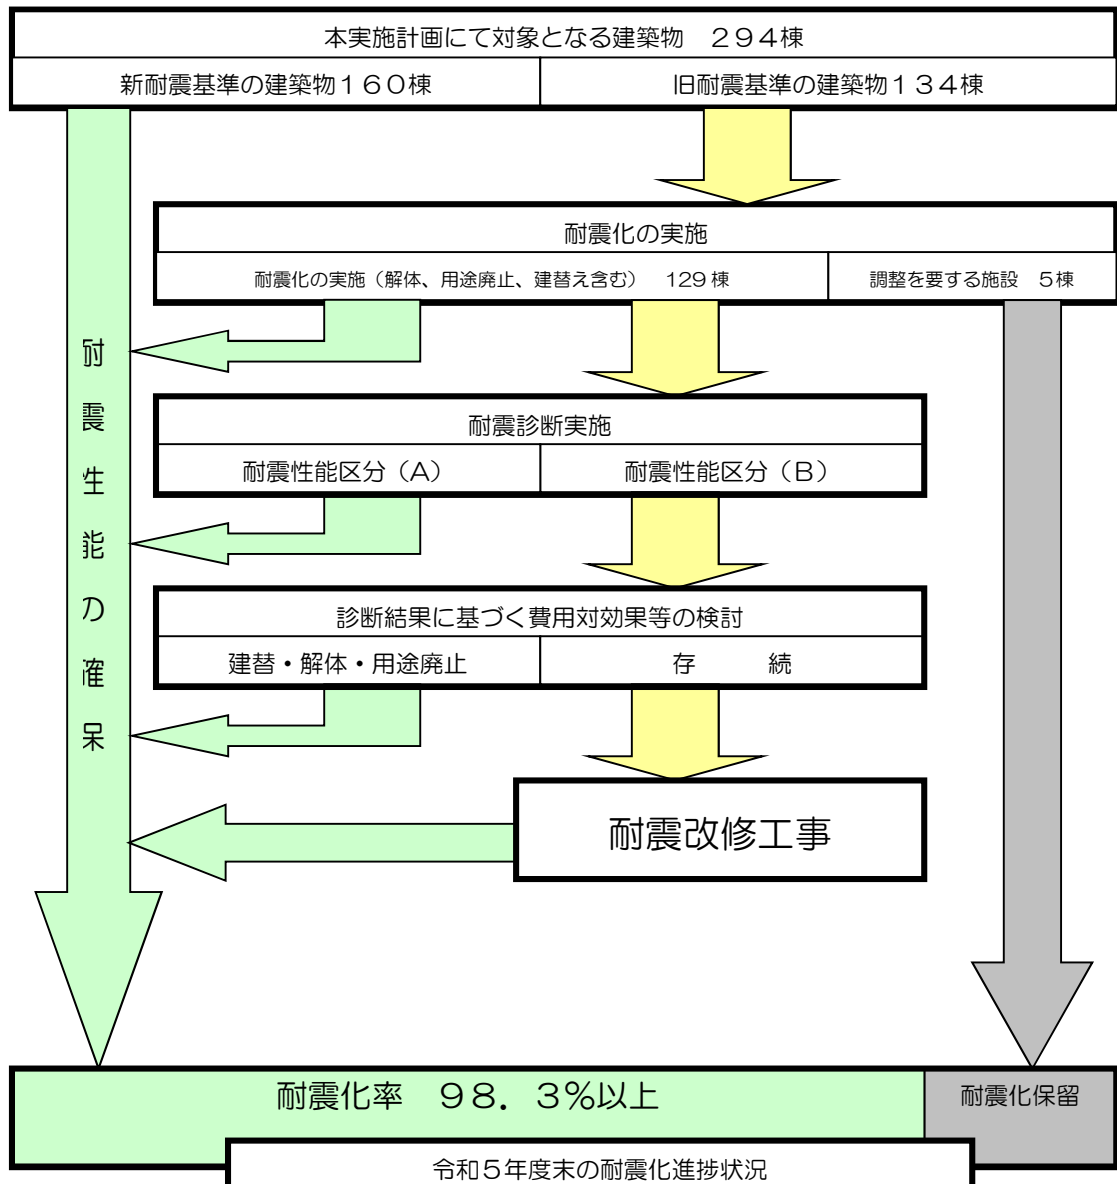 本実施計画にて対象となる建築物　２９４棟
新耐震基準の建築物１６０棟
旧耐震基準の建築物１３４棟
耐震化の実施
耐震化の実施（解体、用途廃止、建替え含む）　129 棟
調整を要する施設　５棟
耐震性能の確保
耐震診断実施
耐震性能区分（Ａ）
耐震性能区分（Ｂ）
診断結果に基づく費用対効果等の検討
建替・解体・用途廃止
存　　　続
耐震改修工事
耐震化率　９８．３％以上
耐震化保留
令和５年度末の耐震化進捗状況